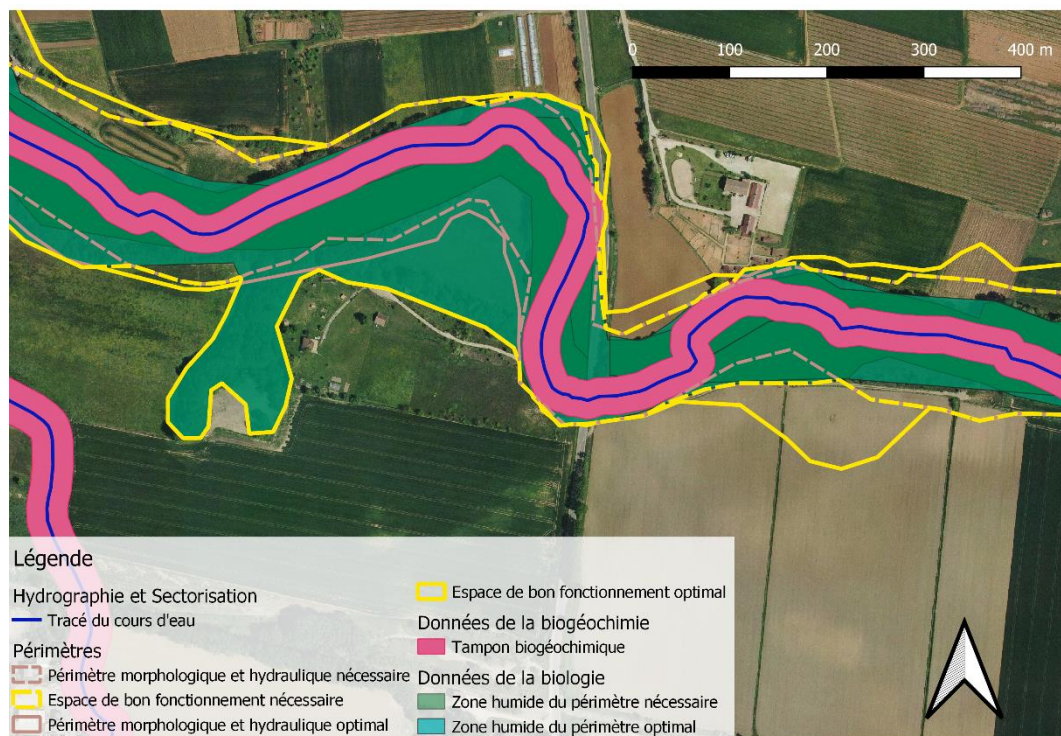 0 100 200 300 400 m
Légende
Hydrographie et Sectorisation
Tracé du cours d'eau
Périmètres
Périmètre morphologique et hydraulique nécessaire
Espace de bon fonctionnement nécessaire
Périmètre morphologique et hydraulique optimal
Espace de bon fonctionnement optimal
Données de la biogéochimie
Tampon biogéochimique
Données de la biologie
Zone humide du périmètre nécessaire
Zone humide du périmètre optimal